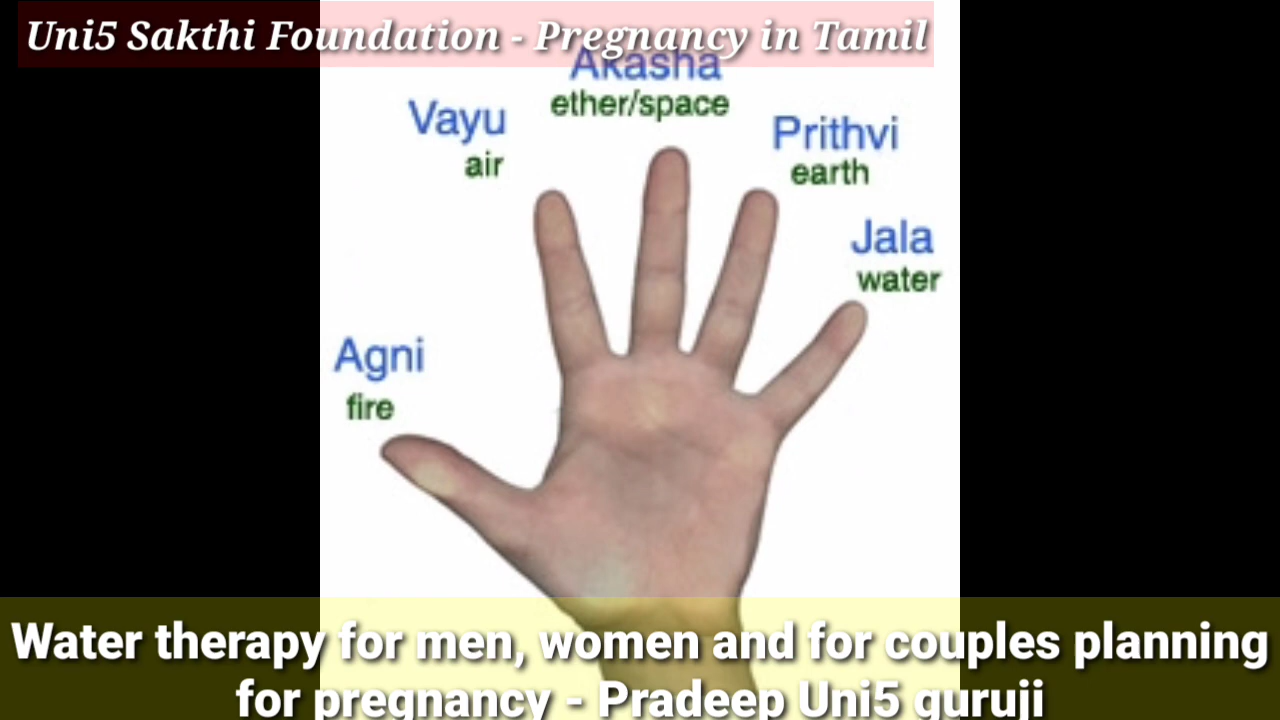 Uni5 Sakthi Foundation - Pregnancy in Tamil
Akasha
ether/space
Vayu
air
Prithvi
earth
Jala
water
Agni
fire
Water therapy for men, women and for couples planning
for pregnancy - Pradeep Uni5 guruji